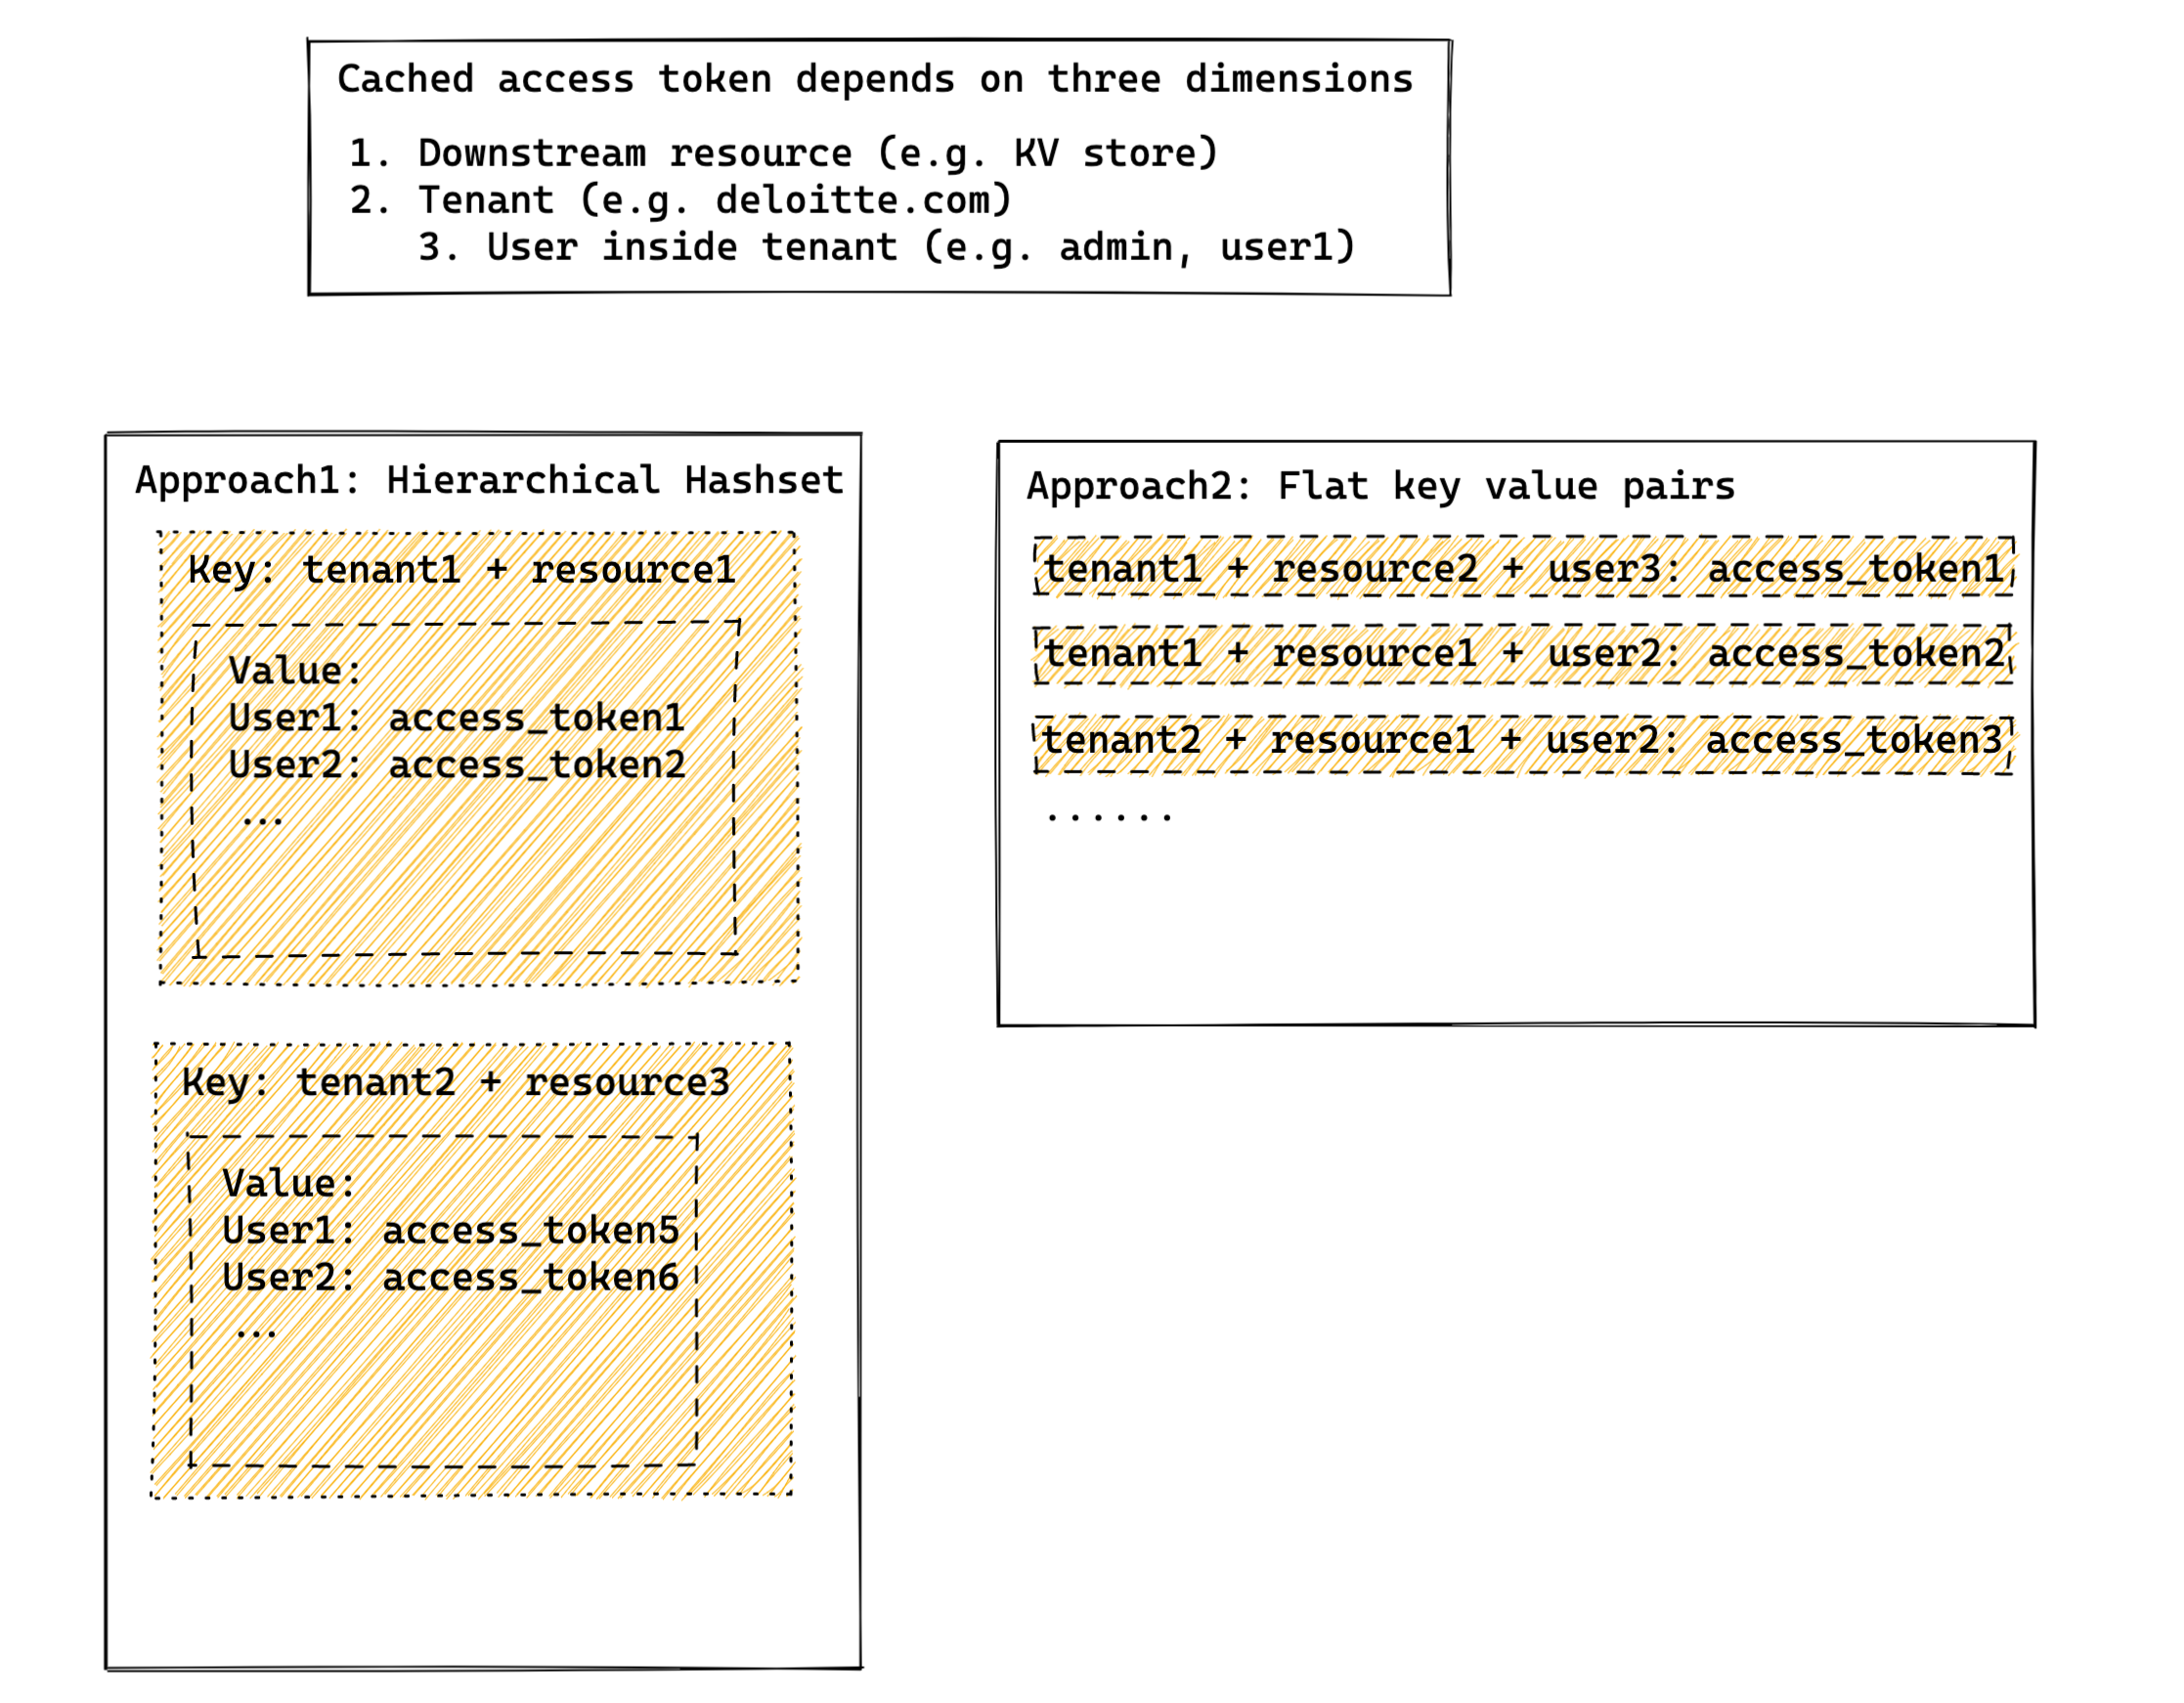 Cached access token depends on three dimensions
1. Downstream resource (e.g. KV store)
2. Tenant (e.g. deloitte.com)
3. User inside tenant (e.g. admin, user1)
Approach1: Hierarchical Hashset
Key: tenant1 + resource1
Value:
User1: access_token1
User2: access_token2
...
Key: tenant2 + resource3
Value:
User1: access_token5
User2: access_token6
...
Approach2: Flat key value pairs
tenant1 + resource2 + user3: access_token1
tenant1 + resource1 + user2: access_token2
tenant2 + resource1 + user2: access_token3
......